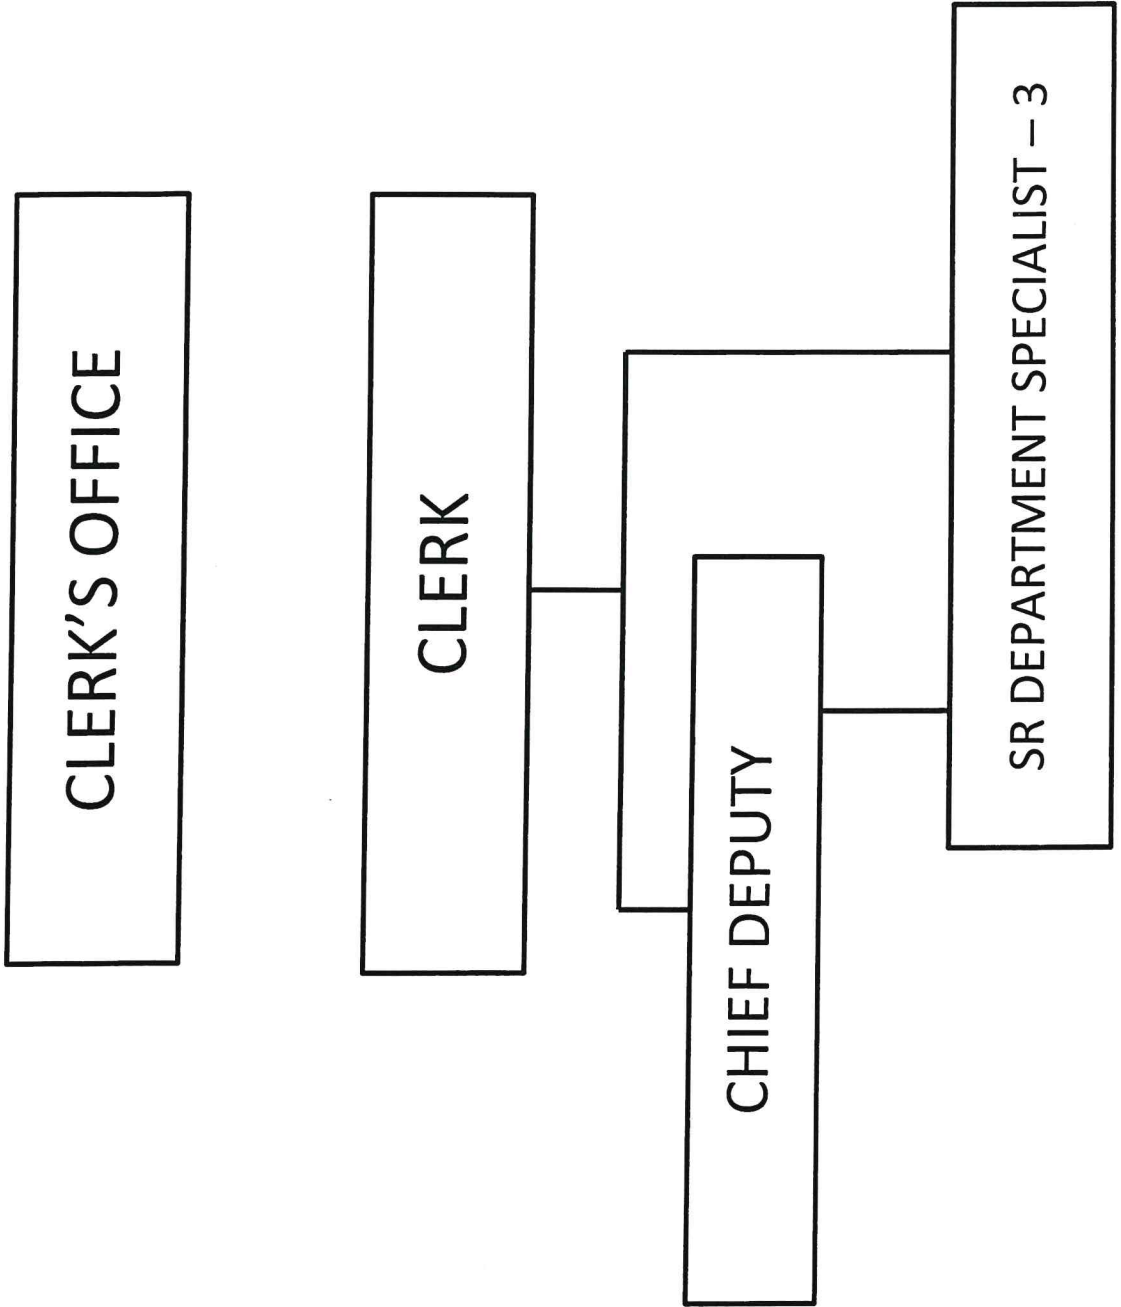 CLERK'S OFFICE
CLERK
CHIEF DEPUTY
SR DEPARTMENT SPECIALIST – 3